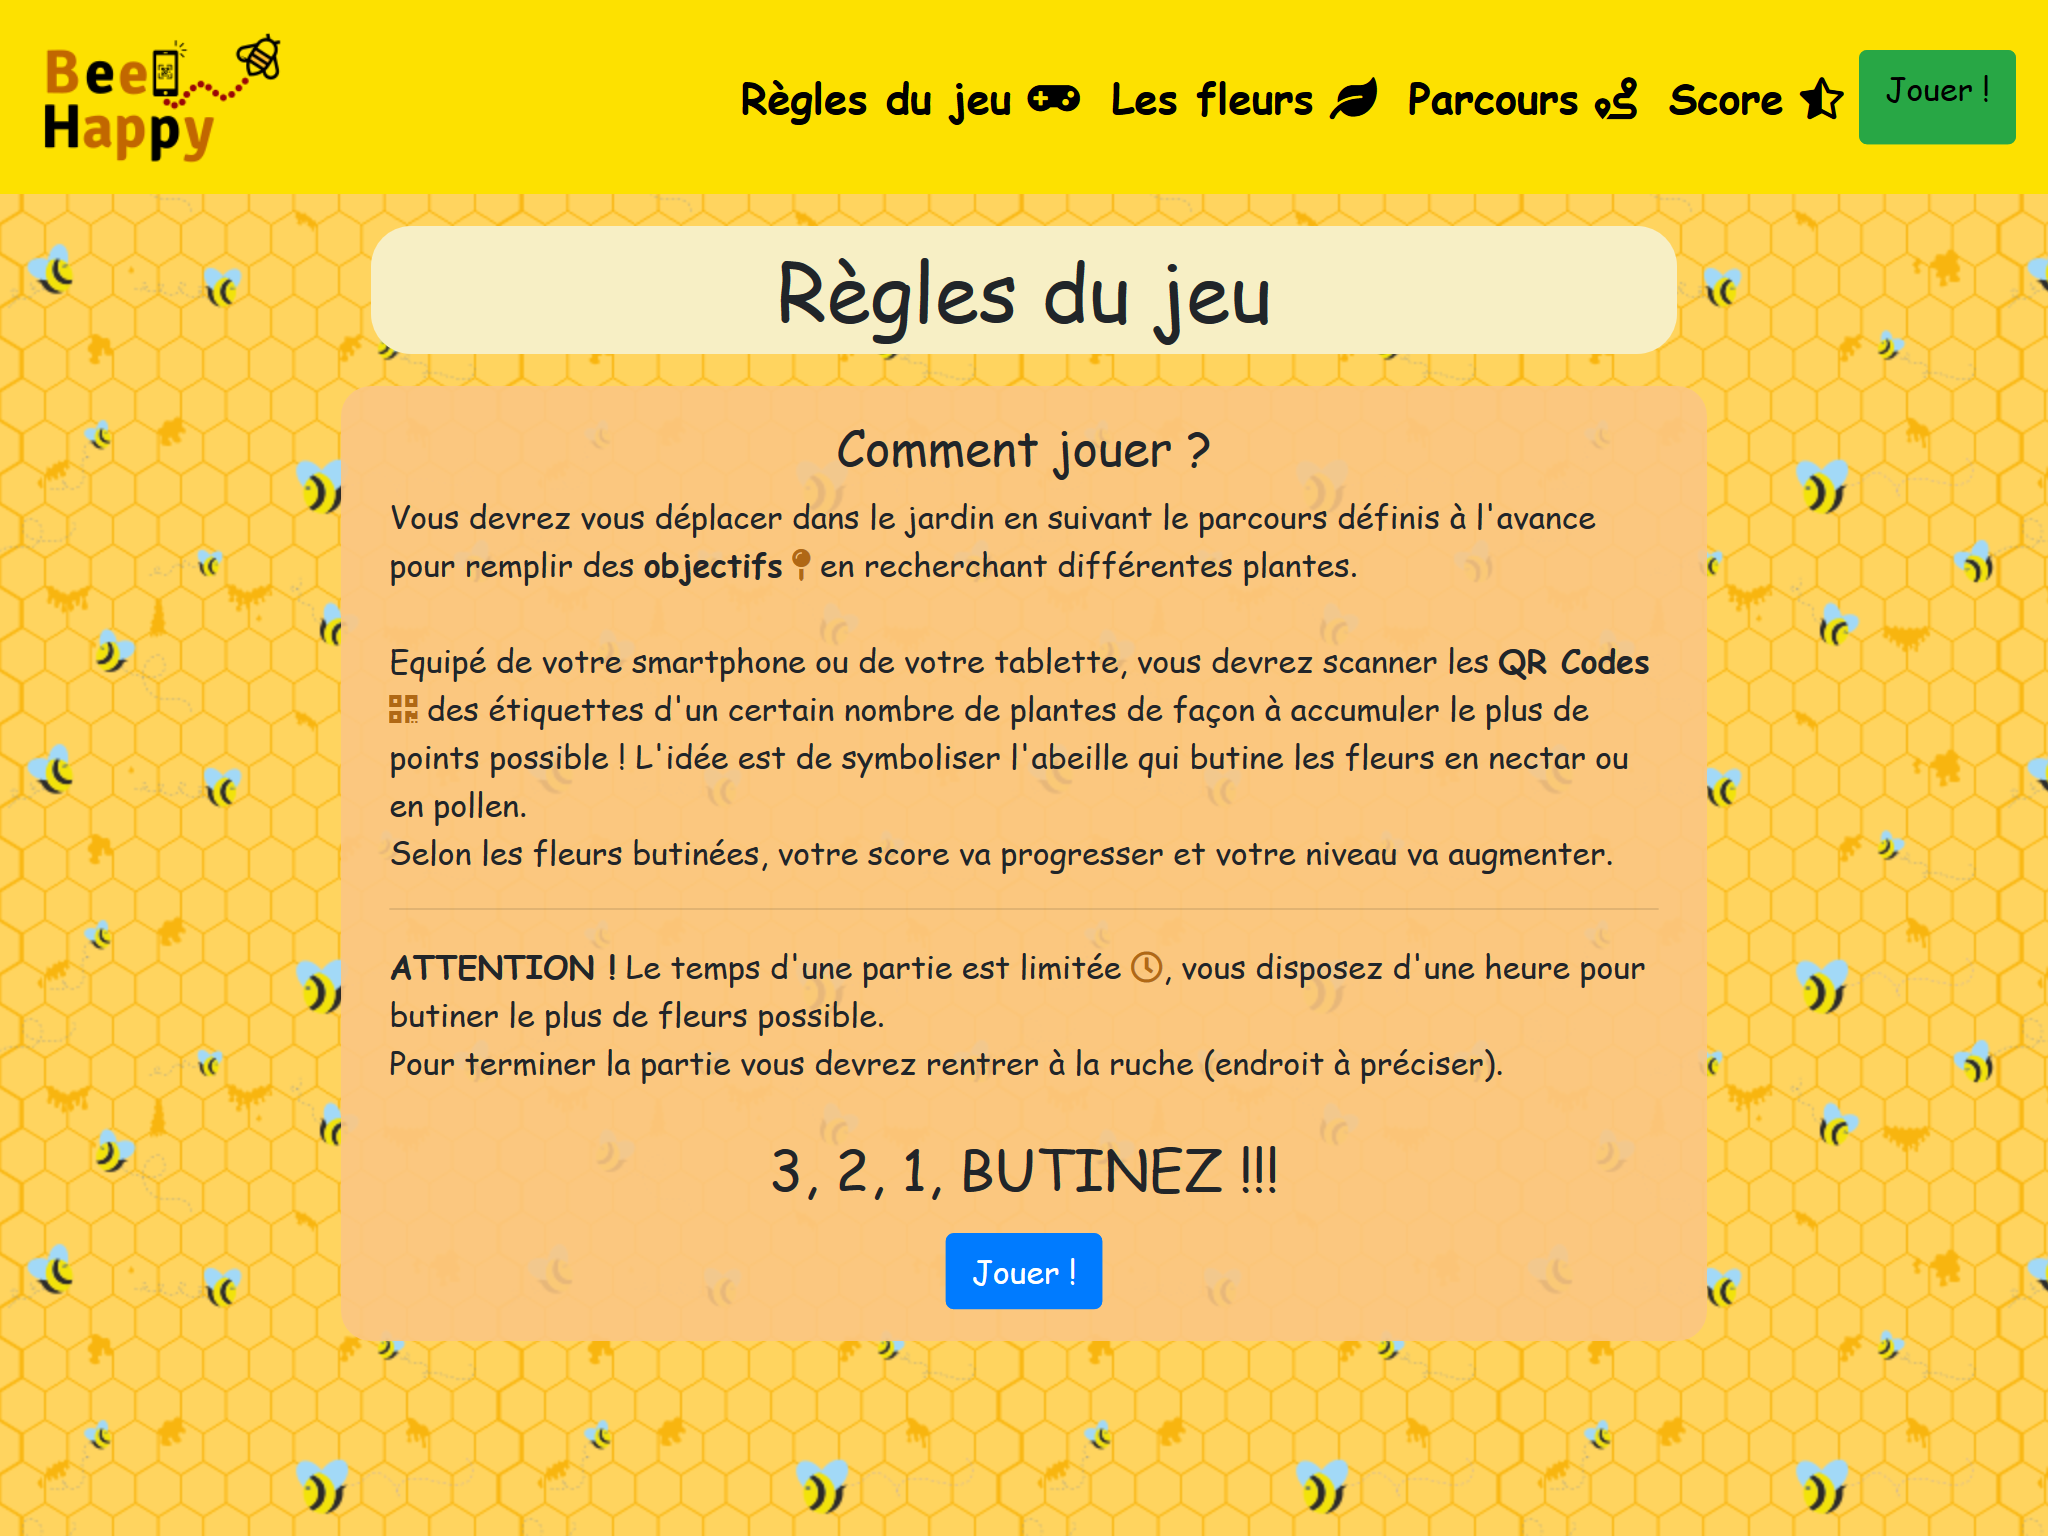 Bee
Happy
Règles du jeu Les fleurs Parcours Score Jouer !
Règles du jeu
Comment jouer ?
Vous devrez vous déplacer dans le jardin en suivant le parcours définis à l'avance
pour remplir des objectifs en recherchant différentes plantes.
Equipé de votre smartphone ou de votre tablette, vous devrez scanner les QR Codes
des étiquettes d'un certain nombre de plantes de façon à accumuler le plus de
points possible ! L'idée est de symboliser l'abeille qui butine les fleurs en nectar ou
en pollen.
Selon les fleurs butinées, votre score va progresser et votre niveau va augmenter.
ATTENTION ! Le temps d'une partie est limitée , vous disposez d'une heure pour
butiner le plus de fleurs possible.
Pour terminer la partie vous devrez rentrer à la ruche (endroit à préciser).
3, 2, 1, BUTINEZ !!!
Jouer !